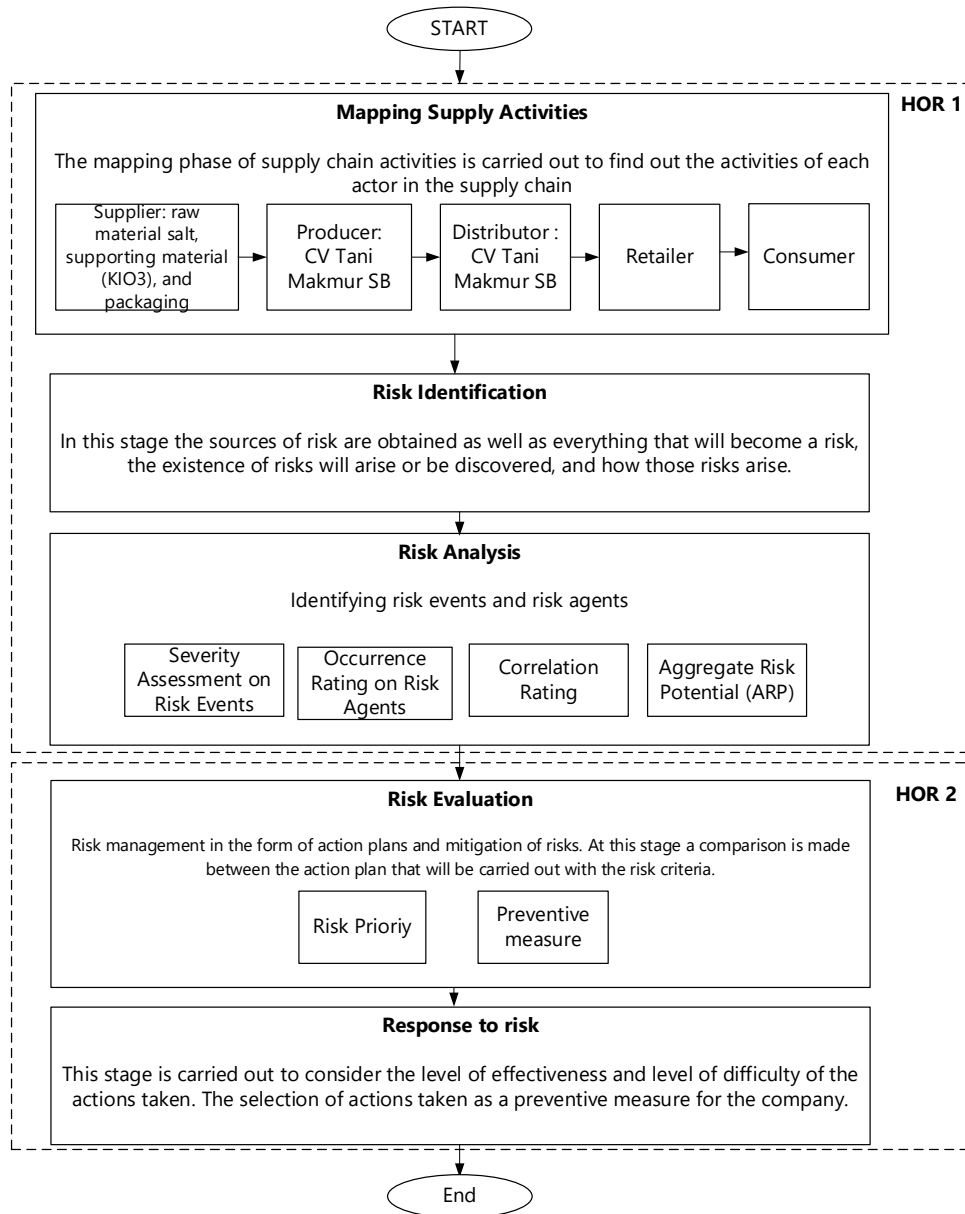 START
HOR 1
Mapping Supply Activities
The mapping phase of supply chain activities is carried out to find out the activities of each
actor in the supply chain
Supplier: raw
material salt,
supporting material
(KIO3), and
packaging
Producer:
CV Tani
Makmur SB
Distributor :
CV Tani
Makmur SB
Retailer
Consumer
Risk Identification
In this stage the sources of risk are obtained as well as everything that will become a risk,
the existence of risks will arise or be discovered, and how those risks arise.
Risk Analysis
Identifying risk events and risk agents
Severity
Assessment on
Risk Events
Occurrence
Rating on Risk
Agents
Correlation
Rating
Aggregate Risk
Potential (ARP)
HOR 2
Risk Evaluation
Risk management in the form of action plans and mitigation of risks. At this stage a comparison is made
between the action plan that will be carried out with the risk criteria.
Risk Prioriy
Preventive
measure
Response to risk
This stage is carried out to consider the level of effectiveness and level of difficulty of the
actions taken. The selection of actions taken as a preventive measure for the company.
End